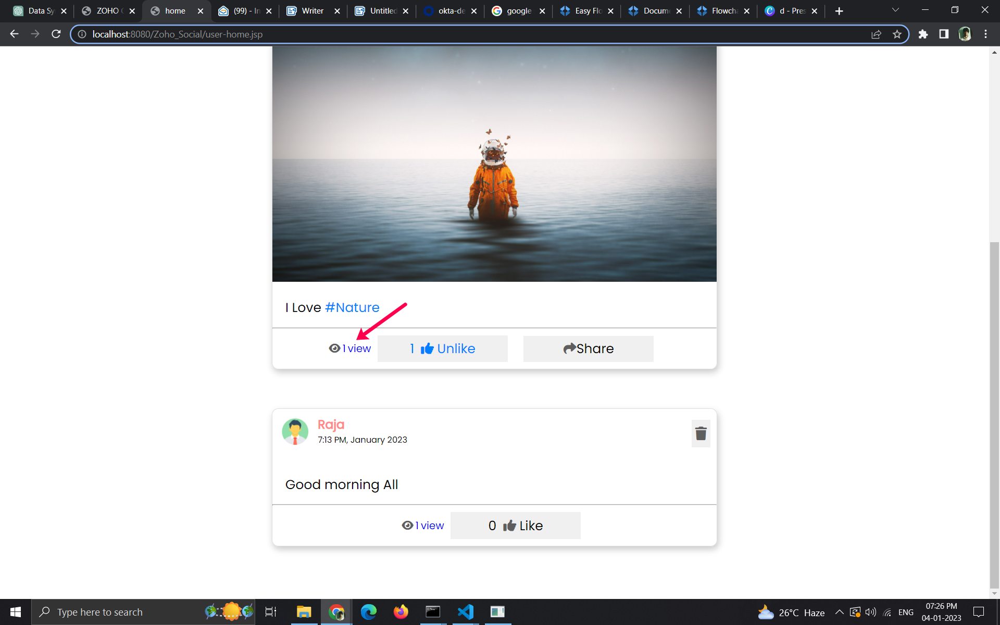 Data Sy
ZOHO
home
(99) - In
Writer
Untitled
okta-de
google
Easy Flo
Docum
Flowcha
d - Pres
localhost:8080/Zoho_Social/user-home.jsp
I Love #Nature
1 view
1 Unlike
Share
Raja
7:13 PM, January 2023
Good morning All
1 view
0 Like
Type here to search
26°C Haze
ENG
07:26 PM
04-01-2023